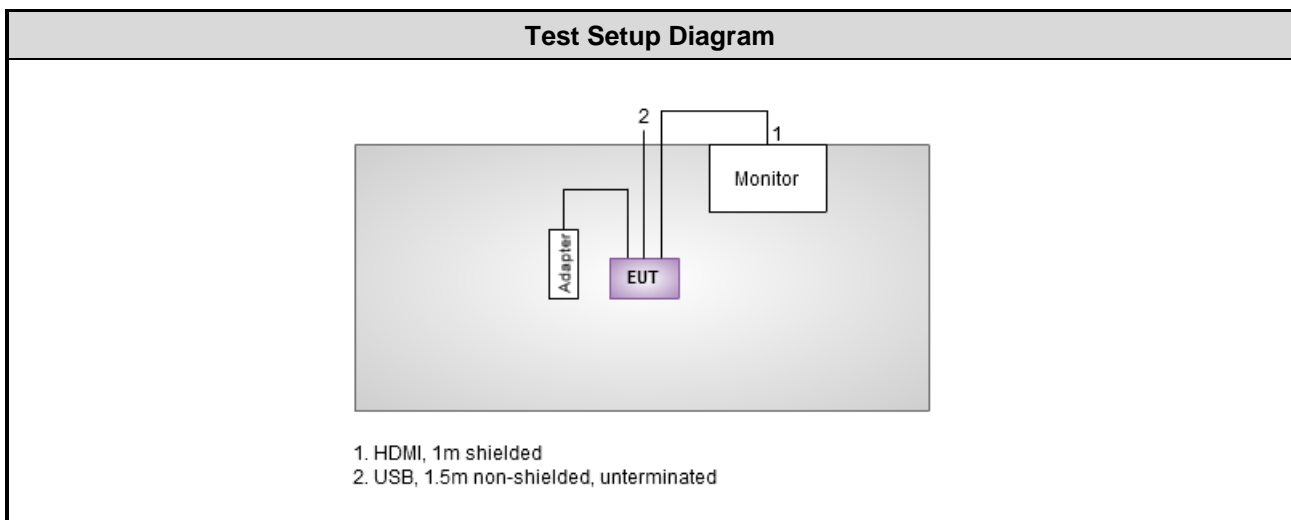 Test Setup Diagram
2
1
Monitor
Adapter
EUT
1. HDMI, 1m shielded
2. USB, 1.5m non-shielded, unterminated